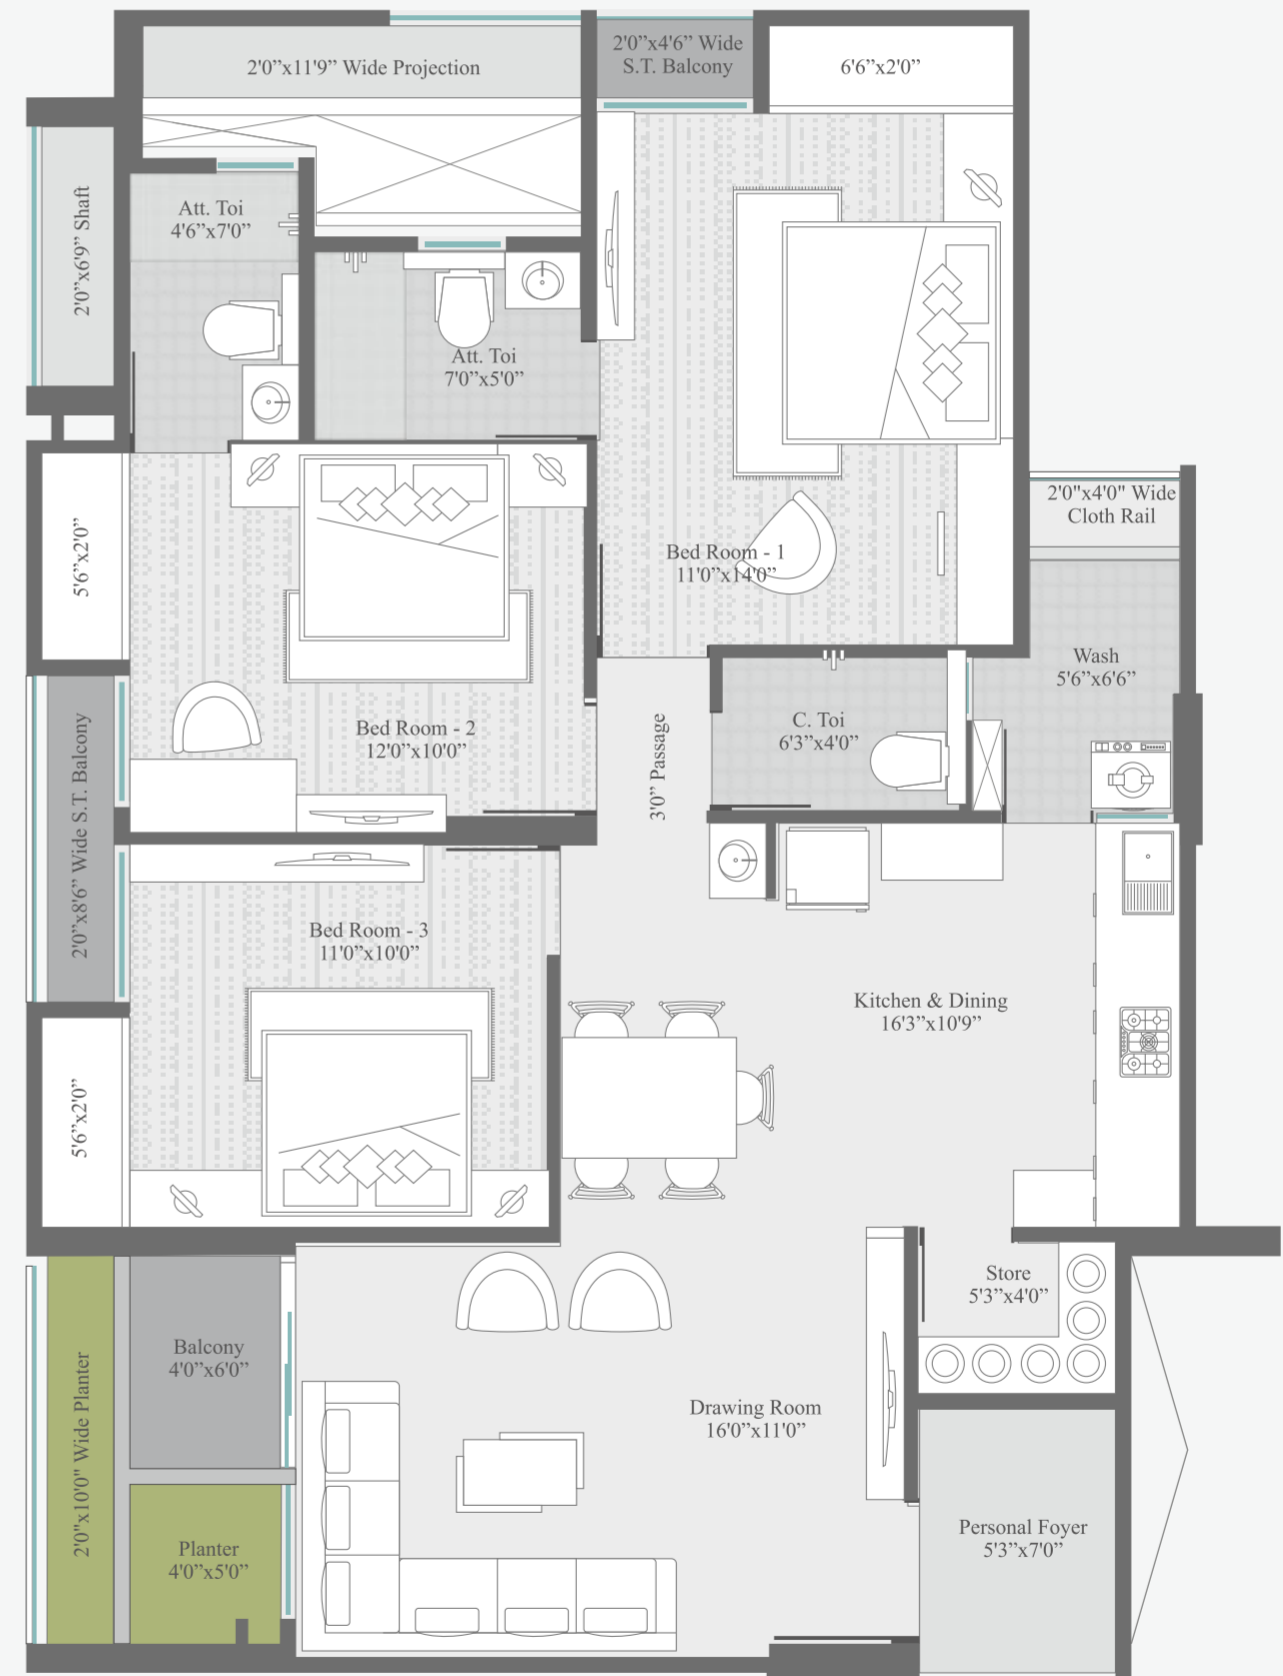 2'0”x11'9” Wide Projection
2'0”x4'6” Wide
S.T. Balcony
6'6”x2'0”
2'0”x6'9” Shaft
Att. Toi
4'6”x7'0”
Att. Toi
7'0”x5'0”
2'0"x4'0" Wide
Cloth Rail
5'6”x2'0”
Bed Room - 1
11'0”x14'0”
Wash
5'6”x6'6”
Bed Room - 2
12'0”x10'0”
3'0” Passage
C. Toi
6'3”x4'0”
2'0”x8'6” Wide S.T. Balcony
Bed Room - 3
11'0”x10'0”
Kitchen & Dining
16'3”x10'9”
5'6”x2'0”
Store
5'3”x4'0”
Balcony
4'0”x6'0”
2'0"x10'0" Wide Planter
Drawing Room
16'0”x11'0”
Planter
4'0”x5'0”
Personal Foyer
5'3”x7'0”